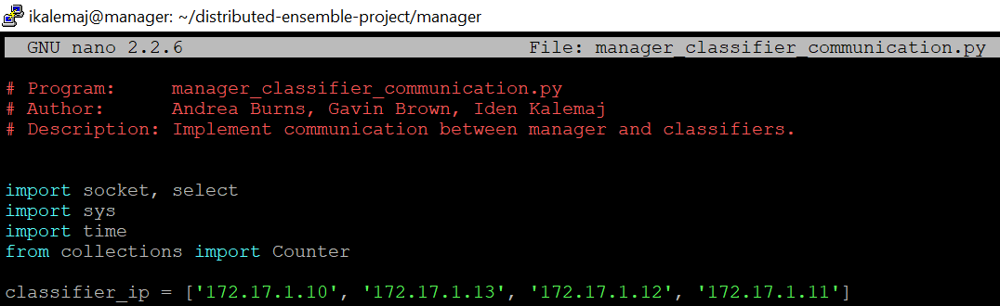 ikalemaj@manager: ~/distributed-ensemble-project/manager
GNU nano 2.2.6 File: manager_classifier_communication.py
# Program: manager_classifier_communication.py
# Author: Andrea Burns, Gavin Brown, Iden Kalemaj
# Description: Implement communication between manager and classifiers.
import socket, select
import sys
import time
from collections import Counter
classifier_ip = ['172.17.1.10', '172.17.1.13', '172.17.1.12', '172.17.1.11']